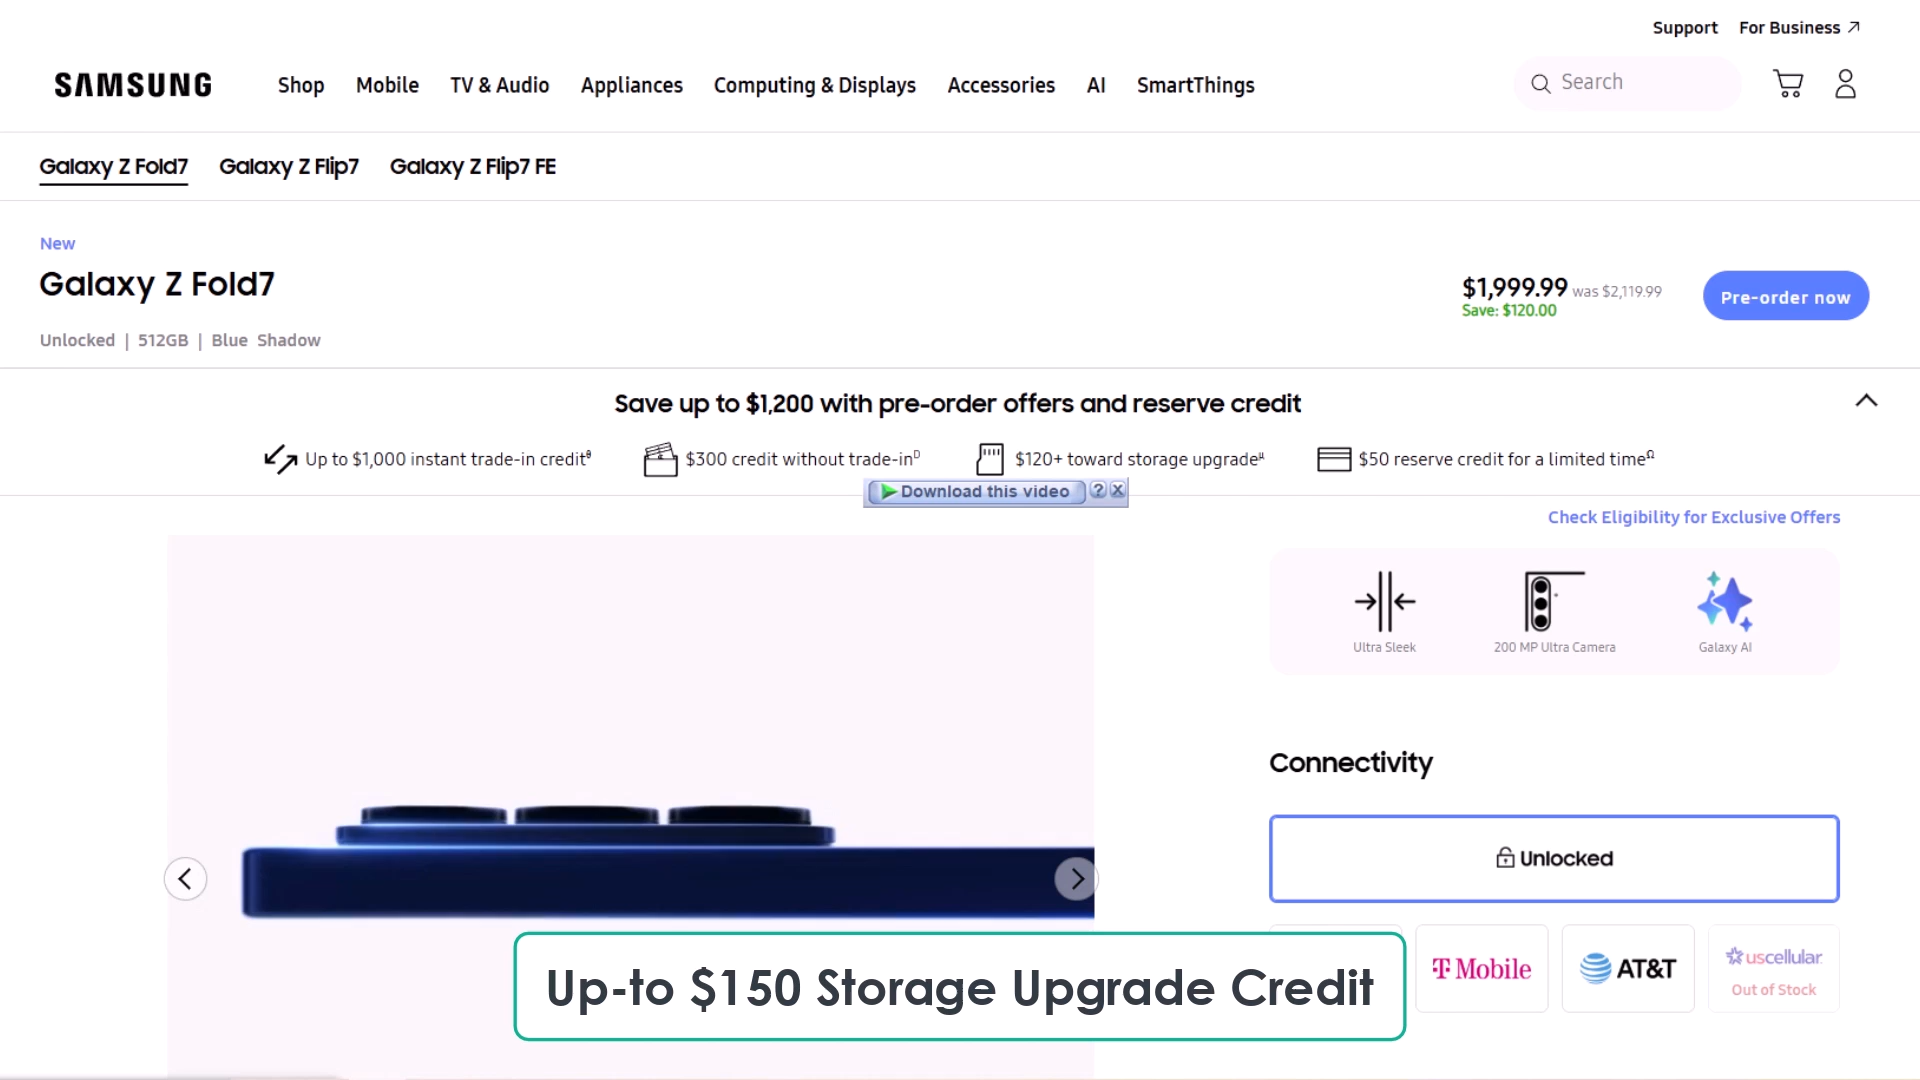 Support For Business
SAMSUNG Shop Mobile TV & Audio Appliances Computing & Displays Accessories AI SmartThings Search
Galaxy Z Fold7 Galaxy Z Flip7 Galaxy Z Flip7 FE
New
Galaxy Z Fold7
$1,999.99 was $2,119.99
Save: $120.00
Pre-order now
Unlocked | 512GB | Blue Shadow
Save up to $1,200 with pre-order offers and reserve credit
Up to $1,000 instant trade-in creditᶿ $300 credit without trade-inᴰ $120+ toward storage upgradeᵘ $50 reserve credit for a limited time�Ω
Download this video ? X
Check Eligibility for Exclusive Offers
Ultra Sleek 200 MP Ultra Camera Galaxy AI
Connectivity
Unlocked
T Mobile AT&T uscellular
Out of Stock
Up-to $150 Storage Upgrade Credit